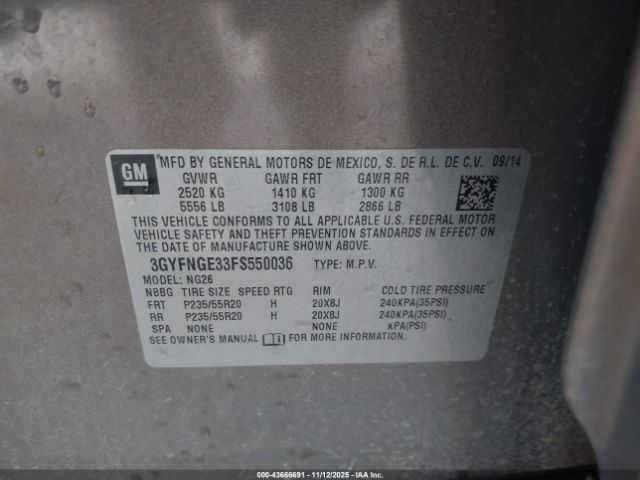 GM
MFD BY GENERAL MOTORS DE MEXICO, S. DE R.L. DE C.V. 09/14
GVWR GAWR FRT GAWR RR
2520 KG 1410 KG 1300 KG
5556 LB 3108 LB 2866 LB
THIS VEHICLE CONFORMS TO ALL APPLICABLE U.S. FEDERAL MOTOR
VEHICLE SAFETY AND THEFT PREVENTION STANDARDS IN EFFECT ON
THE DATE OF MANUFACTURE SHOWN ABOVE.
3GYFNGE33FS550036 TYPE: M.P.V.
MODEL: NG26
NBBG TIRE SIZE SPEED RTG RIM COLD TIRE PRESSURE
FRT P235/55R20 H 20X8J 240KPA(35PSI)
RR P235/55R20 H 20X8J 240KPA(35PSI)
SPA NONE NONE KPA(PSI)
SEE OWNER'S MANUAL FOR MORE INFORMATION.
000-43666691 - 11/12/2025 - IAA Inc.